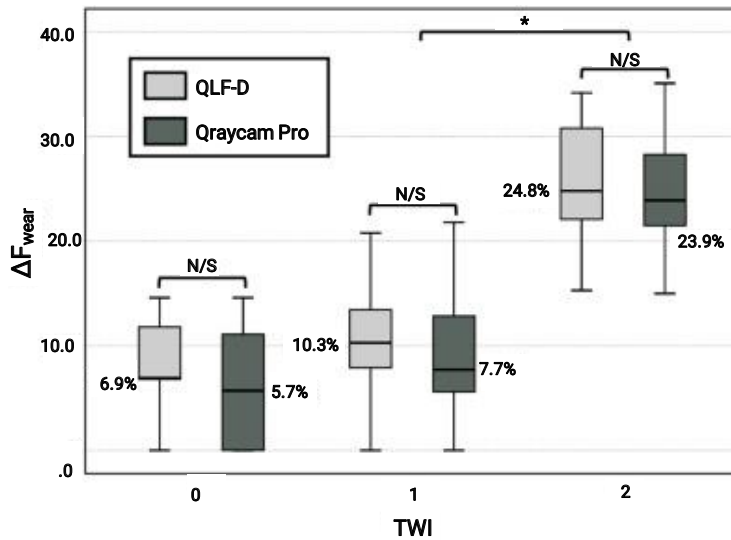 40.0
*
N/S
QLF-D
Qraycam Pro
30.0
N/S
24.8%
20.0
23.9%
ΔFwear
N/S
10.0
10.3%
7.7%
6.9%
5.7%
.0
0
1
2
TWI